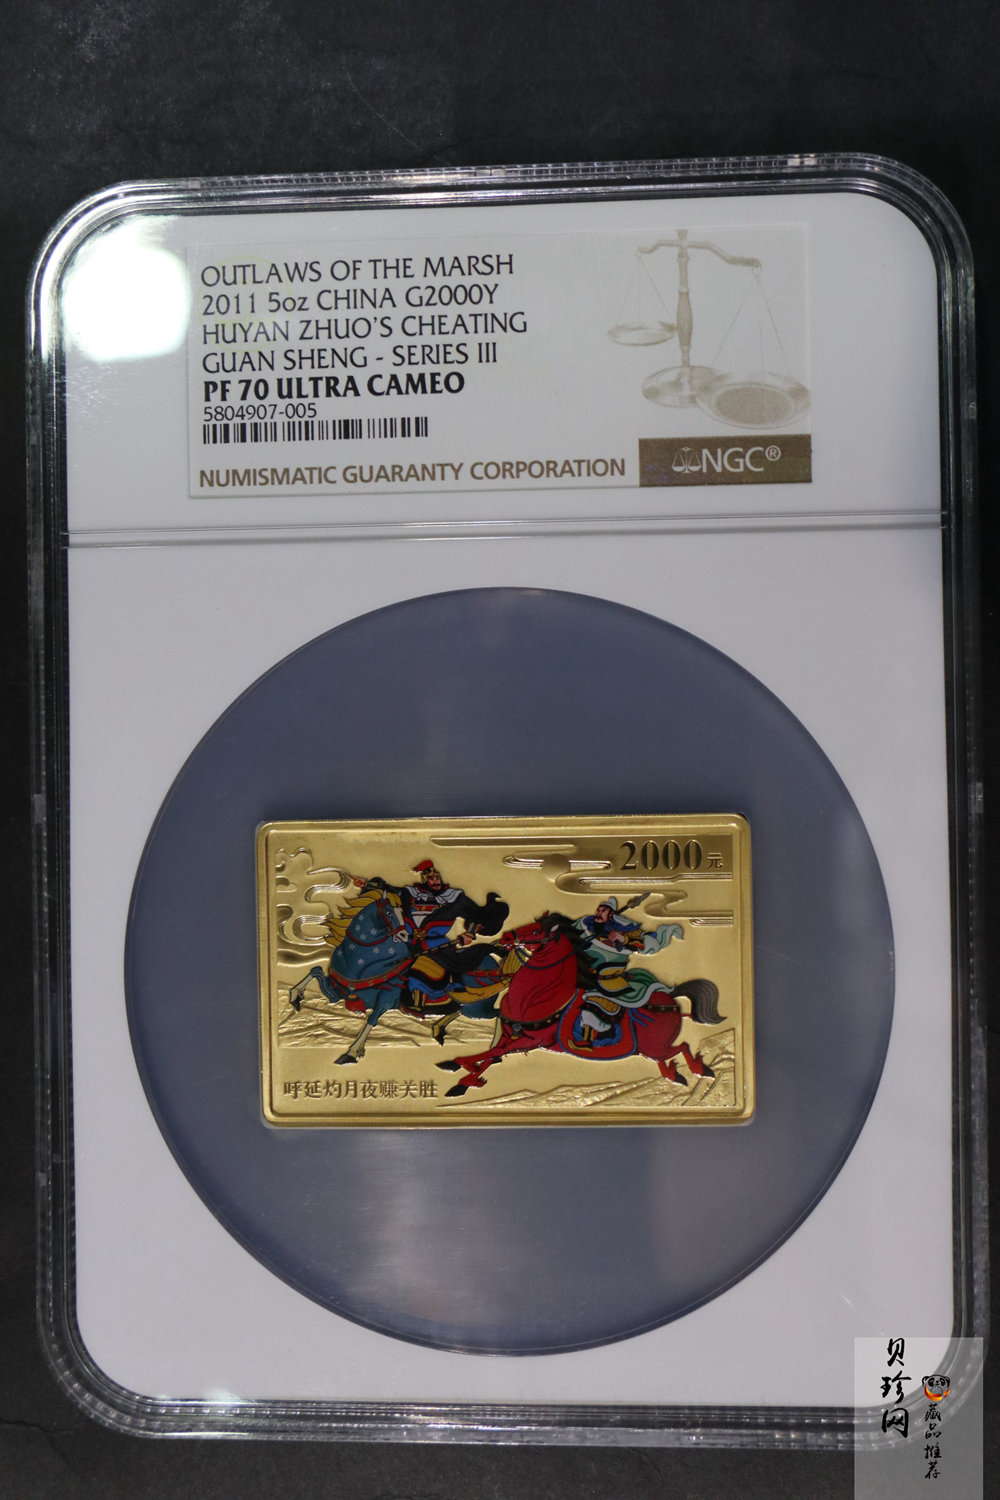 OUTLAWS OF THE MARSH
2011 5oz CHINA G2000Y
HUYAN ZHUO'S CHEATING
GUAN SHENG - SERIES III
PF 70 ULTRA CAMEO
5804907-005
NUMISMATIC GUARANTY CORPORATION
NGC®
2000元
呼延灼月夜赚关胜
贝珍网
藏品推荐